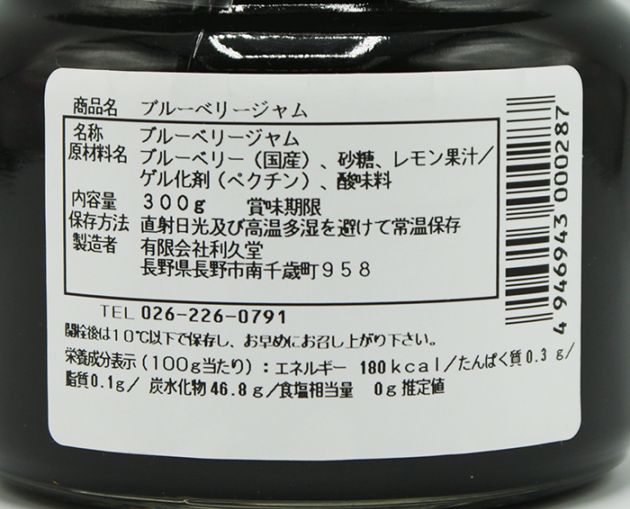 商品名 ブルーベリージャム
名称 ブルーベリージャム
原材料名 ブルーベリー（国産）、砂糖、レモン果汁／
ゲル化剤（ペクチン）、酸味料
内容量 300g 賞味期限
保存方法 直射日光及び高温多湿を避けて常温保存
製造者 有限会社利久堂
長野県長野市南千歳町958
TEL 026-226-0791
開栓後は10℃以下で保存し、お早めにお召し上がり下さい。
栄養成分表示（100g当たり）：エネルギー 180kcal/たんぱく質0.3g/
脂質0.1g/ 炭水化物46.8g/食塩相当量 0g推定値
4 946943 000287